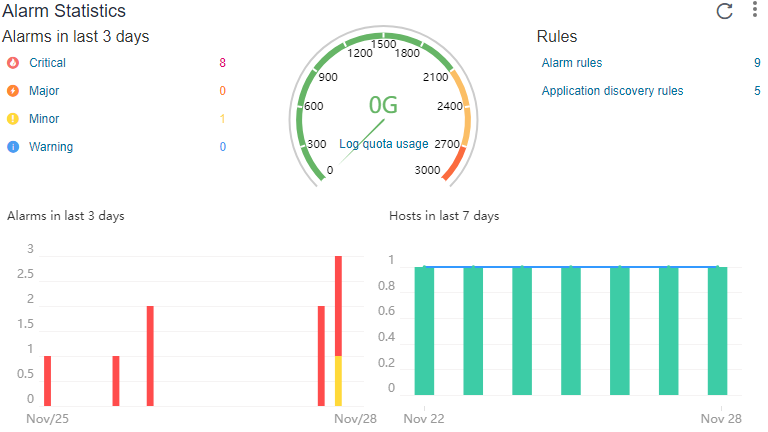 Alarm Statistics
Alarms in last 3 days
Critical 8
Major 0
Minor 1
Warning 0
0 300 600 900 1200 1500 1800 2100 2400 2700 3000
0G
Log quota usage
Rules
Alarm rules 9
Application discovery rules 5
Alarms in last 3 days
3
2.5
2
1.5
1
0.5
0
Nov/25 Nov/28
Hosts in last 7 days
1
0.8
0.6
0.4
0.2
0
Nov 22 Nov 28